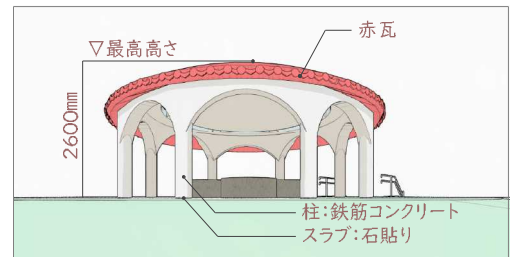 赤瓦
▽最高高さ
2600mm
柱：鉄筋コンクリート
スラブ：石貼り